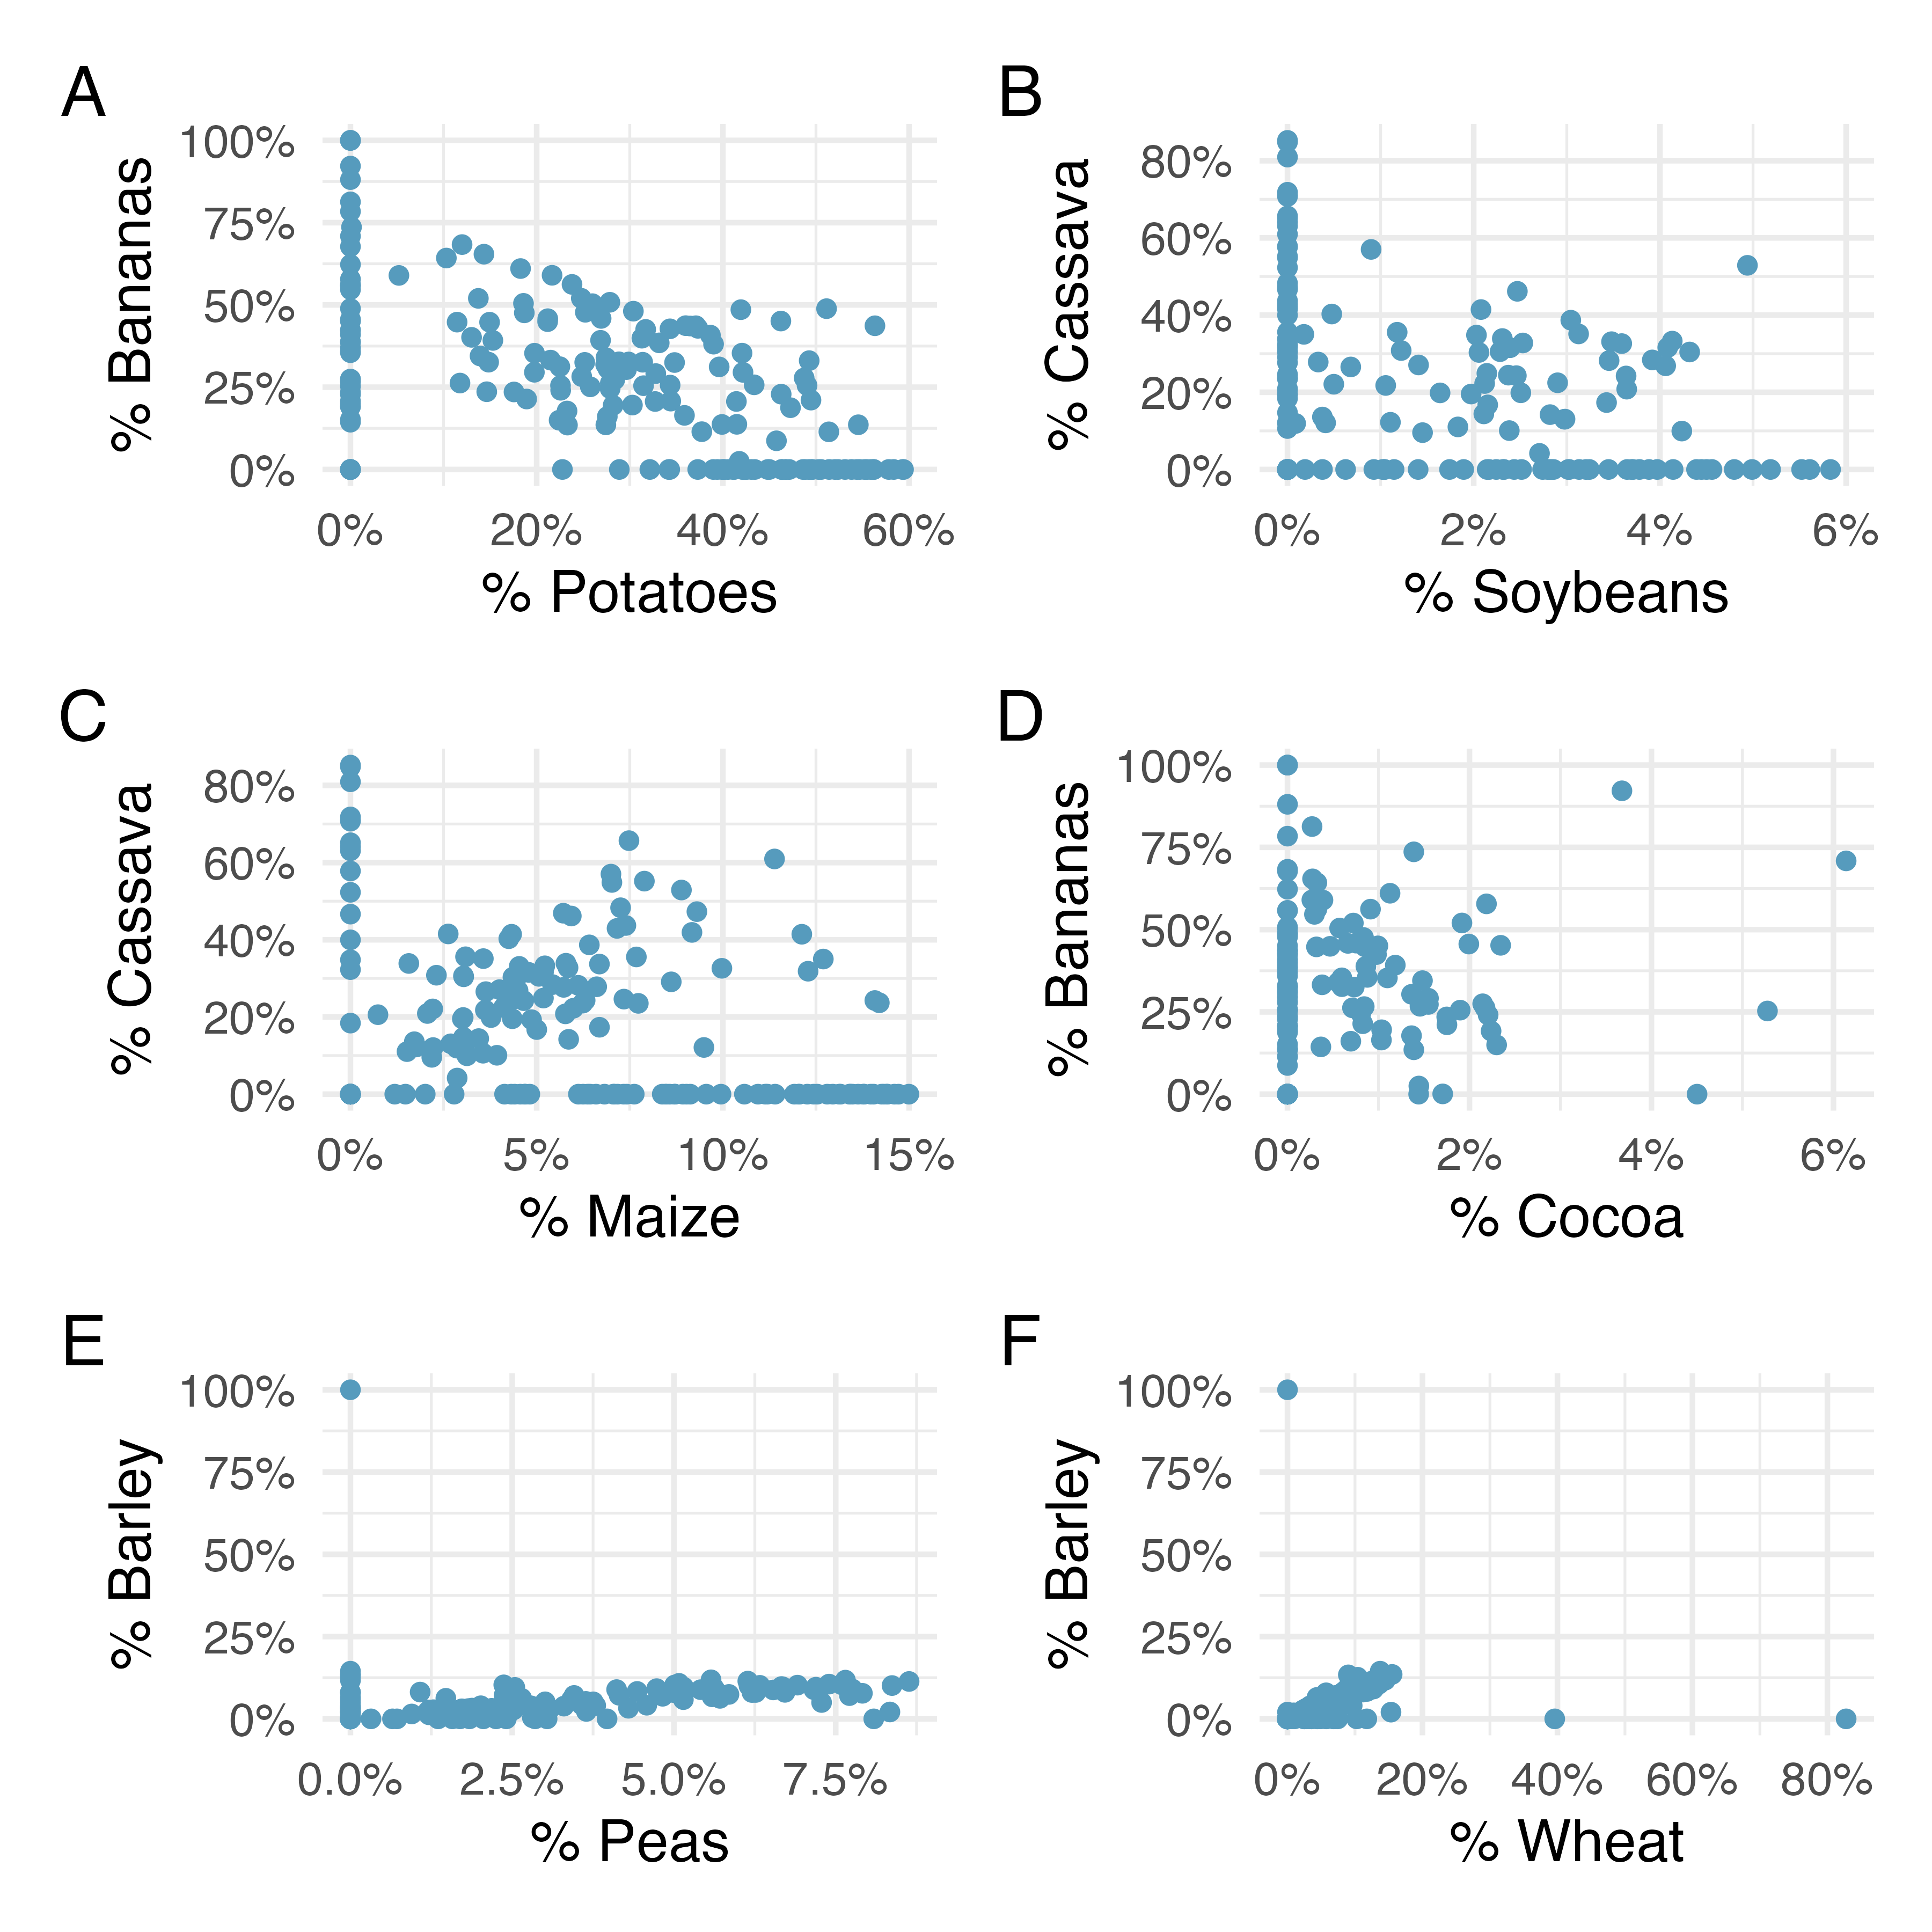 A
% Bananas
100%
75%
50%
25%
0%
0% 20% 40% 60%
% Potatoes
B
% Cassava
80%
60%
40%
20%
0%
0% 2% 4% 6%
% Soybeans
C
% Cassava
80%
60%
40%
20%
0%
0% 5% 10% 15%
% Maize
D
% Bananas
100%
75%
50%
25%
0%
0% 2% 4% 6%
% Cocoa
E
% Barley
100%
75%
50%
25%
0%
0.0% 2.5% 5.0% 7.5%
% Peas
F
% Barley
100%
75%
50%
25%
0%
0% 20% 40% 60% 80%
% Wheat